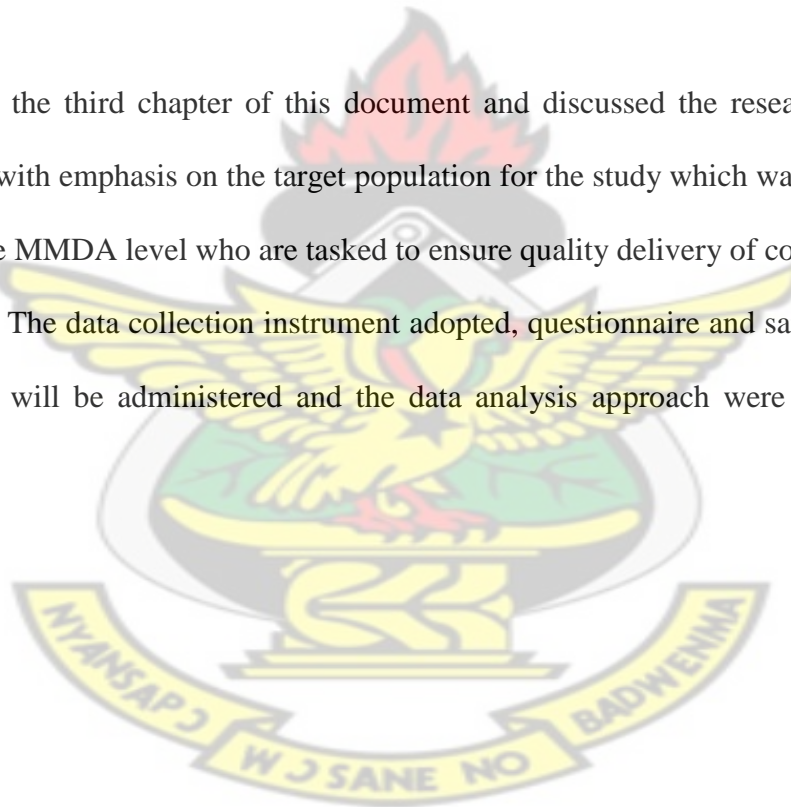 the third chapter of this document and discussed the resea
with emphasis on the target population for the study which wa
e MMDA level who are tasked to ensure quality delivery of co
The data collection instrument adopted, questionnaire and sa
will be administered and the data analysis approach were
NYANSAPƆ
WƆSANE NO
BADWENMA